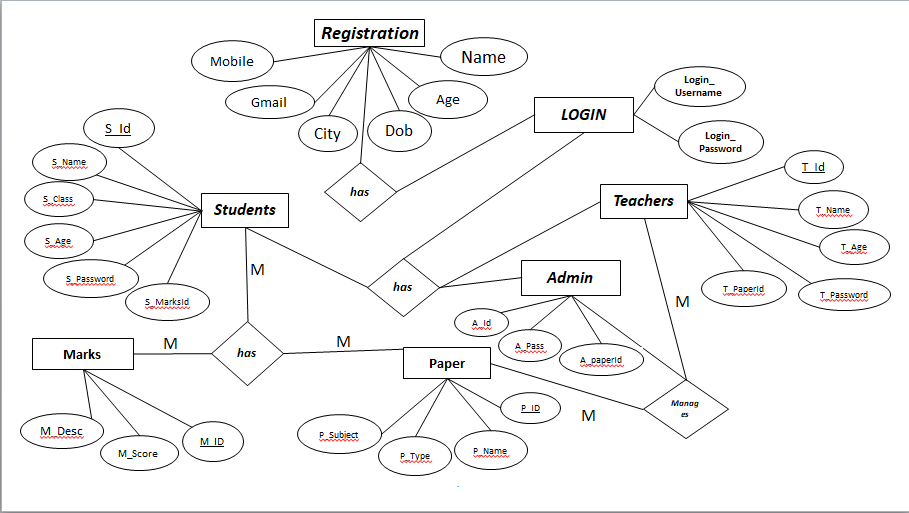 Registration
Mobile
Name
Gmail
Age
City
Dob
LOGIN
Login_
Username
Login_
Password
has
S_Id
S_Name
S_Class
S_Age
S_Password
S_MarksId
Students
Teachers
T_Id
T_Name
T_Age
T_PaperId
T_Password
has
Admin
A_Id
A_Pass
A_paperId
M
M
M
M
M
Marks
has
Paper
Manag
es
M_Desc
M_Score
M_ID
P_Subject
P_Type
P_Name
P_ID